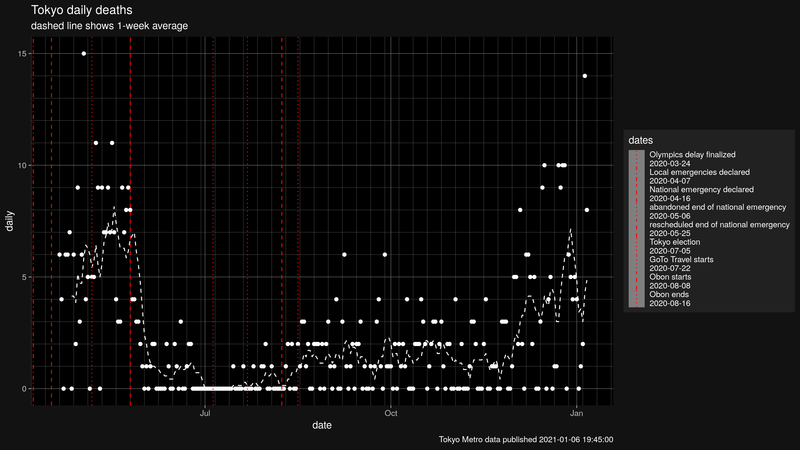 Tokyo daily deaths
dashed line shows 1-week average
15
10
5
0
daily
Jul
Oct
Jan
date
dates
Olympics delay finalized
2020-03-24
Local emergencies declared
2020-04-07
National emergency declared
2020-04-16
abandoned end of national emergency
2020-05-06
rescheduled end of national emergency
2020-05-25
Tokyo election
2020-07-05
GoTo Travel starts
2020-07-22
Obon starts
2020-08-08
Obon ends
2020-08-16
Tokyo Metro data published 2021-01-06 19:45:00